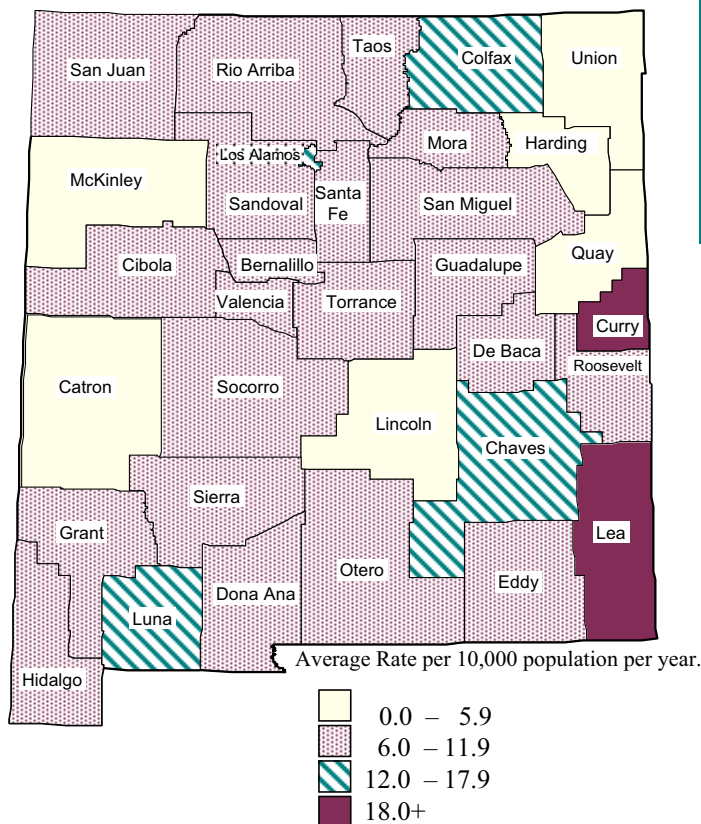 Taos
San Juan
Rio Arriba
Colfax
Union
Mora
Harding
Los Alamos
McKinley
Santa
Fe
Sandoval
San Miguel
Quay
Cibola
Bernalillo
Guadalupe
Valencia
Torrance
Curry
De Baca
Roosevelt
Catron
Socorro
Lincoln
Chaves
Sierra
Grant
Lea
Otero
Eddy
Dona Ana
Luna
Hidalgo
Average Rate per 10,000 population per year.
0.0 – 5.9
6.0 – 11.9
12.0 – 17.9
18.0+